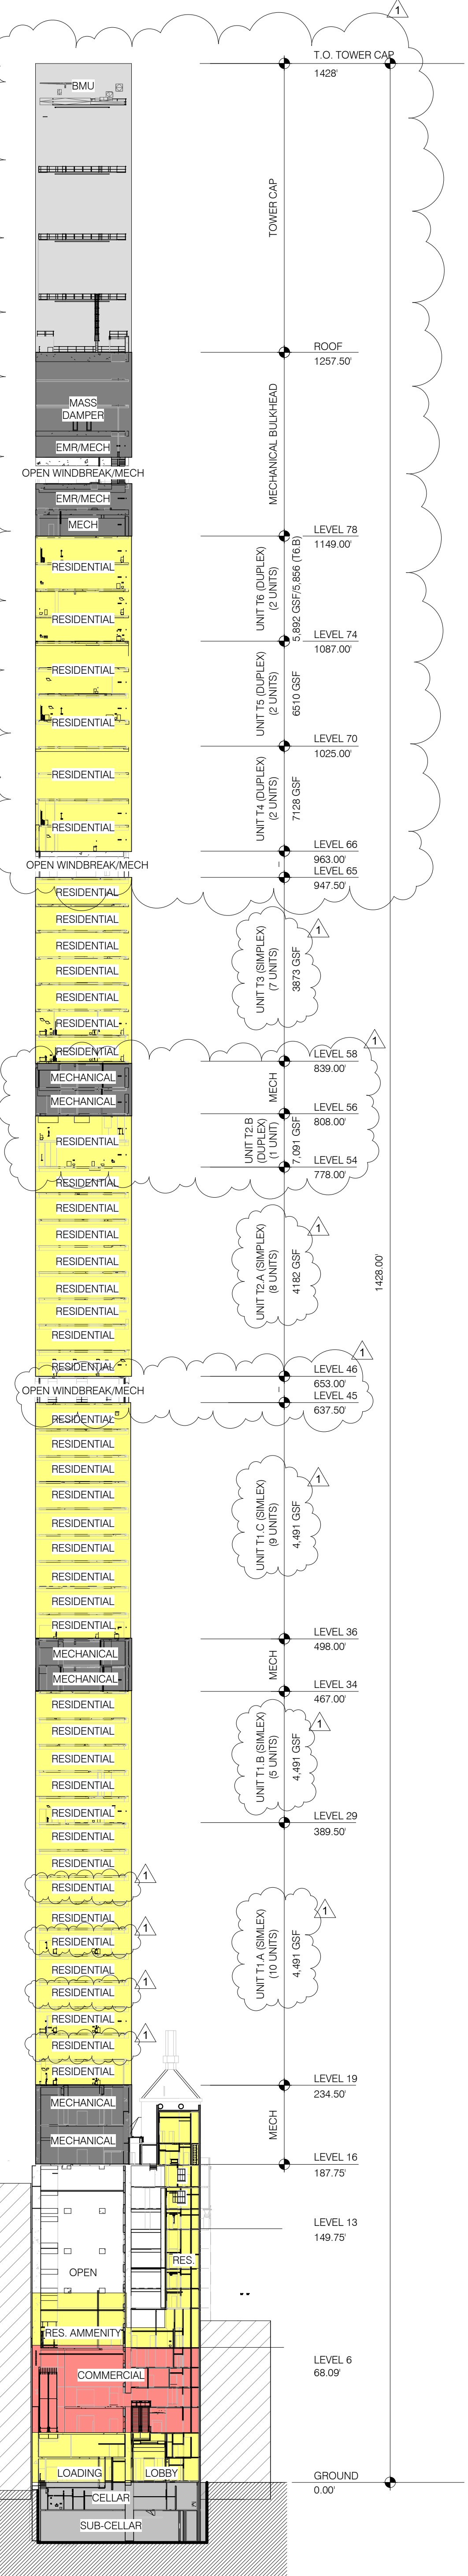 1
T.O. TOWER CAP
1428'
BMU
TOWER CAP
ROOF
1257.50'
MASS
DAMPER
MECHANICAL BULKHEAD
EMR/MECH
OPEN WINDBREAK/MECH
EMR/MECH
MECH
LEVEL 78
1149.00'
RESIDENTIAL
UNIT T6 (DUPLEX)
(2 UNITS)
5,892 GSF/5,856 (T6.B)
RESIDENTIAL
LEVEL 74
1087.00'
RESIDENTIAL
UNIT T5 (DUPLEX)
(2 UNITS)
6510 GSF
RESIDENTIAL
LEVEL 70
1025.00'
RESIDENTIAL
UNIT T4 (DUPLEX)
(2 UNITS)
7128 GSF
RESIDENTIAL
LEVEL 66
963.00'
OPEN WINDBREAK/MECH
LEVEL 65
947.50'
RESIDENTIAL
RESIDENTIAL
1
RESIDENTIAL
UNIT T3 (SIMPLEX)
(7 UNITS)
3873 GSF
RESIDENTIAL
RESIDENTIAL
RESIDENTIAL
1
RESIDENTIAL
LEVEL 58
839.00'
MECHANICAL
MECH
MECHANICAL
LEVEL 56
808.00'
RESIDENTIAL
UNIT T2.B
(DUPLEX)
(1 UNIT)
7,091 GSF
LEVEL 54
778.00'
RESIDENTIAL
RESIDENTIAL
1
RESIDENTIAL
UNIT T2.A (SIMPLEX)
(8 UNITS)
4182 GSF
RESIDENTIAL
1428.00'
RESIDENTIAL
RESIDENTIAL
RESIDENTIAL
1
RESIDENTIAL
LEVEL 46
653.00'
OPEN WINDBREAK/MECH
LEVEL 45
637.50'
RESIDENTIAL
RESIDENTIAL
RESIDENTIAL
1
RESIDENTIAL
UNIT T1.C (SIMLEX)
(9 UNITS)
4,491 GSF
RESIDENTIAL
RESIDENTIAL
RESIDENTIAL
RESIDENTIAL
RESIDENTIAL
LEVEL 36
498.00'
MECHANICAL
MECH
MECHANICAL
LEVEL 34
467.00'
RESIDENTIAL
1
RESIDENTIAL
UNIT T1.B (SIMLEX)
(5 UNITS)
4,491 GSF
RESIDENTIAL
RESIDENTIAL
RESIDENTIAL
LEVEL 29
389.50'
RESIDENTIAL
RESIDENTIAL
1
RESIDENTIAL
1
RESIDENTIAL
1
RESIDENTIAL
UNIT T1.A (SIMLEX)
(10 UNITS)
4,491 GSF
RESIDENTIAL
1
RESIDENTIAL
RESIDENTIAL
1
RESIDENTIAL
RESIDENTIAL
LEVEL 19
234.50'
MECHANICAL
MECH
MECHANICAL
LEVEL 16
187.75'
LEVEL 13
149.75'
RES.
OPEN
RES. AMENITY
LEVEL 6
68.09'
COMMERCIAL
LOADING
LOBBY
GROUND
0.00'
CELLAR
SUB-CELLAR